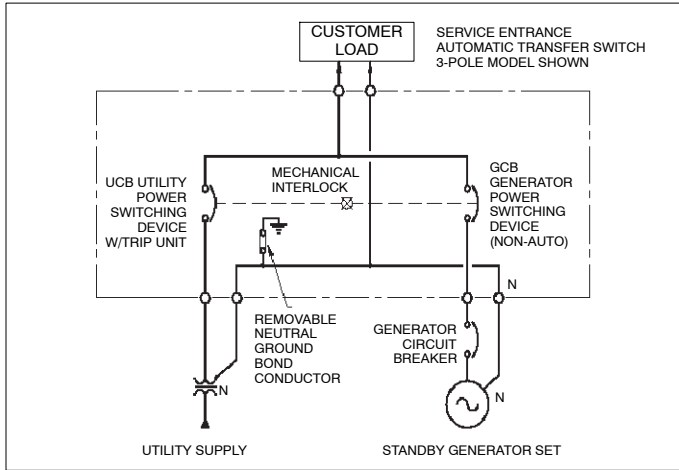 CUSTOMER
LOAD
SERVICE ENTRANCE
AUTOMATIC TRANSFER SWITCH
3-POLE MODEL SHOWN
UCB UTILITY
POWER
SWITCHING
DEVICE
W/TRIP UNIT
MECHANICAL
INTERLOCK
GCB
GENERATOR
POWER
SWITCHING
DEVICE
(NON-AUTO)
N
REMOVABLE
NEUTRAL
GROUND
BOND
CONDUCTOR
GENERATOR
CIRCUIT
BREAKER
N
N
UTILITY SUPPLY
STANDBY GENERATOR SET